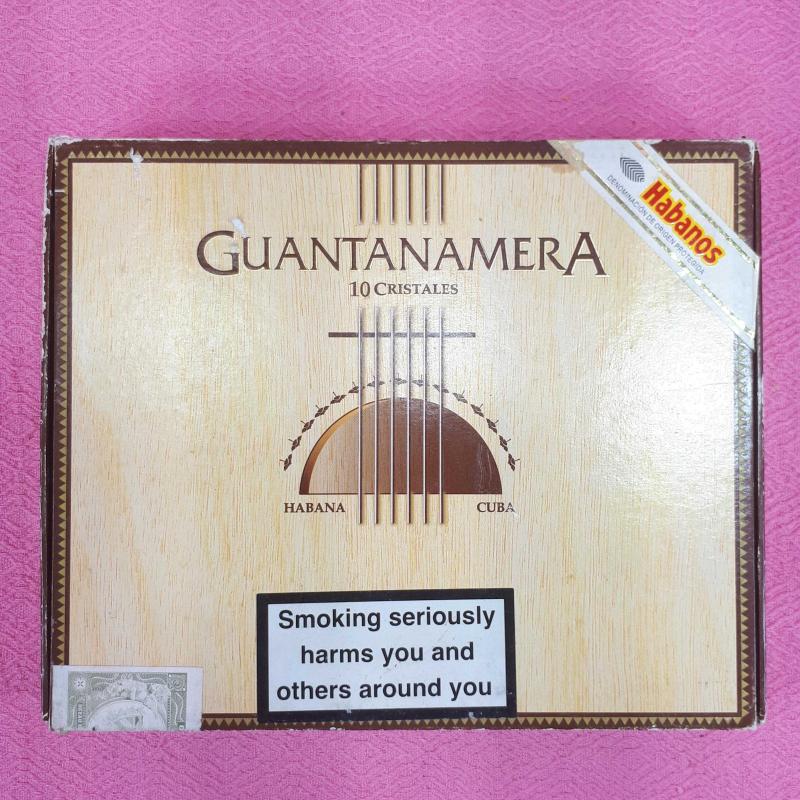 GUANTANAMERA
10 CRISTALES
Habanos
DENOMINACIÓN DE ORIGEN PROTEGIDA
HABANA
CUBA
Smoking seriously
harms you and
others around you